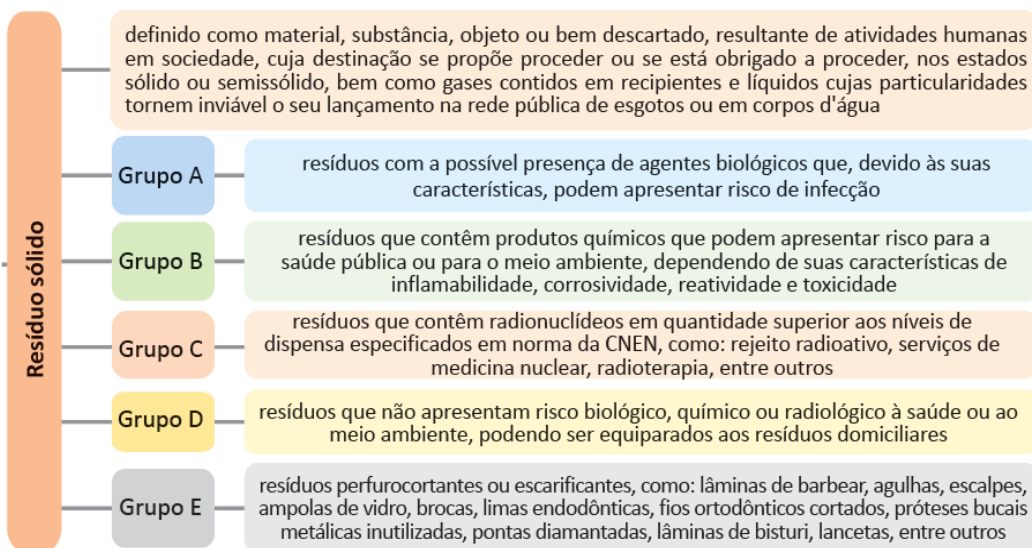 Resíduo sólido
definido como material, substância, objeto ou bem descartado, resultante de atividades humanas
em sociedade, cuja destinação se propõe proceder ou se está obrigado a proceder, nos estados
sólido ou semissólido, bem como gases contidos em recipientes e líquidos cujas particularidades
tornem inviável o seu lançamento na rede pública de esgotos ou em corpos d'água
Grupo A
resíduos com a possível presença de agentes biológicos que, devido às suas
características, podem apresentar risco de infecção
Grupo B
resíduos que contêm produtos químicos que podem apresentar risco para a
saúde pública ou para o meio ambiente, dependendo de suas características de
inflamabilidade, corrosividade, reatividade e toxicidade
Grupo C
resíduos que contêm radionuclídeos em quantidade superior aos níveis de
dispensa especificados em norma da CNEN, como: rejeito radioativo, serviços de
medicina nuclear, radioterapia, entre outros
Grupo D
resíduos que não apresentam risco biológico, químico ou radiológico à saúde ou ao
meio ambiente, podendo ser equiparados aos resíduos domiciliares
Grupo E
resíduos perfurocortantes ou escarificantes, como: lâminas de barbear, agulhas, escalpes,
ampolas de vidro, brocas, limas endodônticas, fios ortodônticos cortados, próteses bucais
metálicas inutilizadas, pontas diamantadas, lâminas de bisturi, lancetas, entre outros